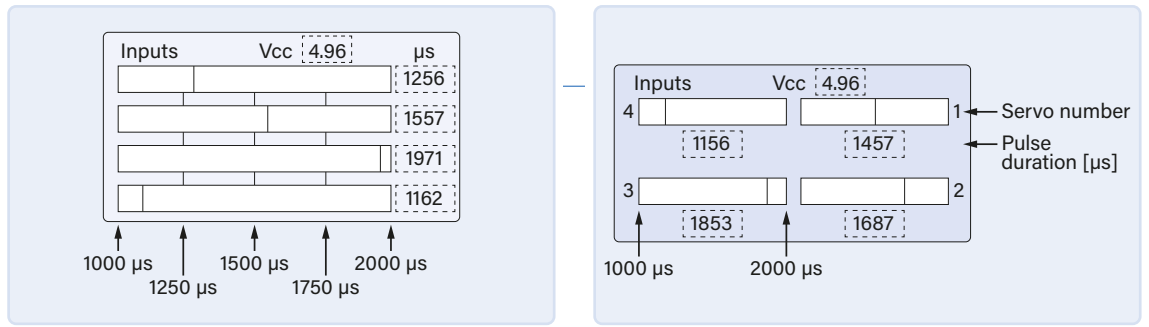 Inputs Vcc 4.96 µs
1256
1557
1971
1162
1000 µs 1500 µs 2000 µs
1250 µs 1750 µs
Inputs Vcc 4.96
4 1 Servo number
1156 1457 Pulse
duration [µs]
3 2
1853 1687
1000 µs 2000 µs